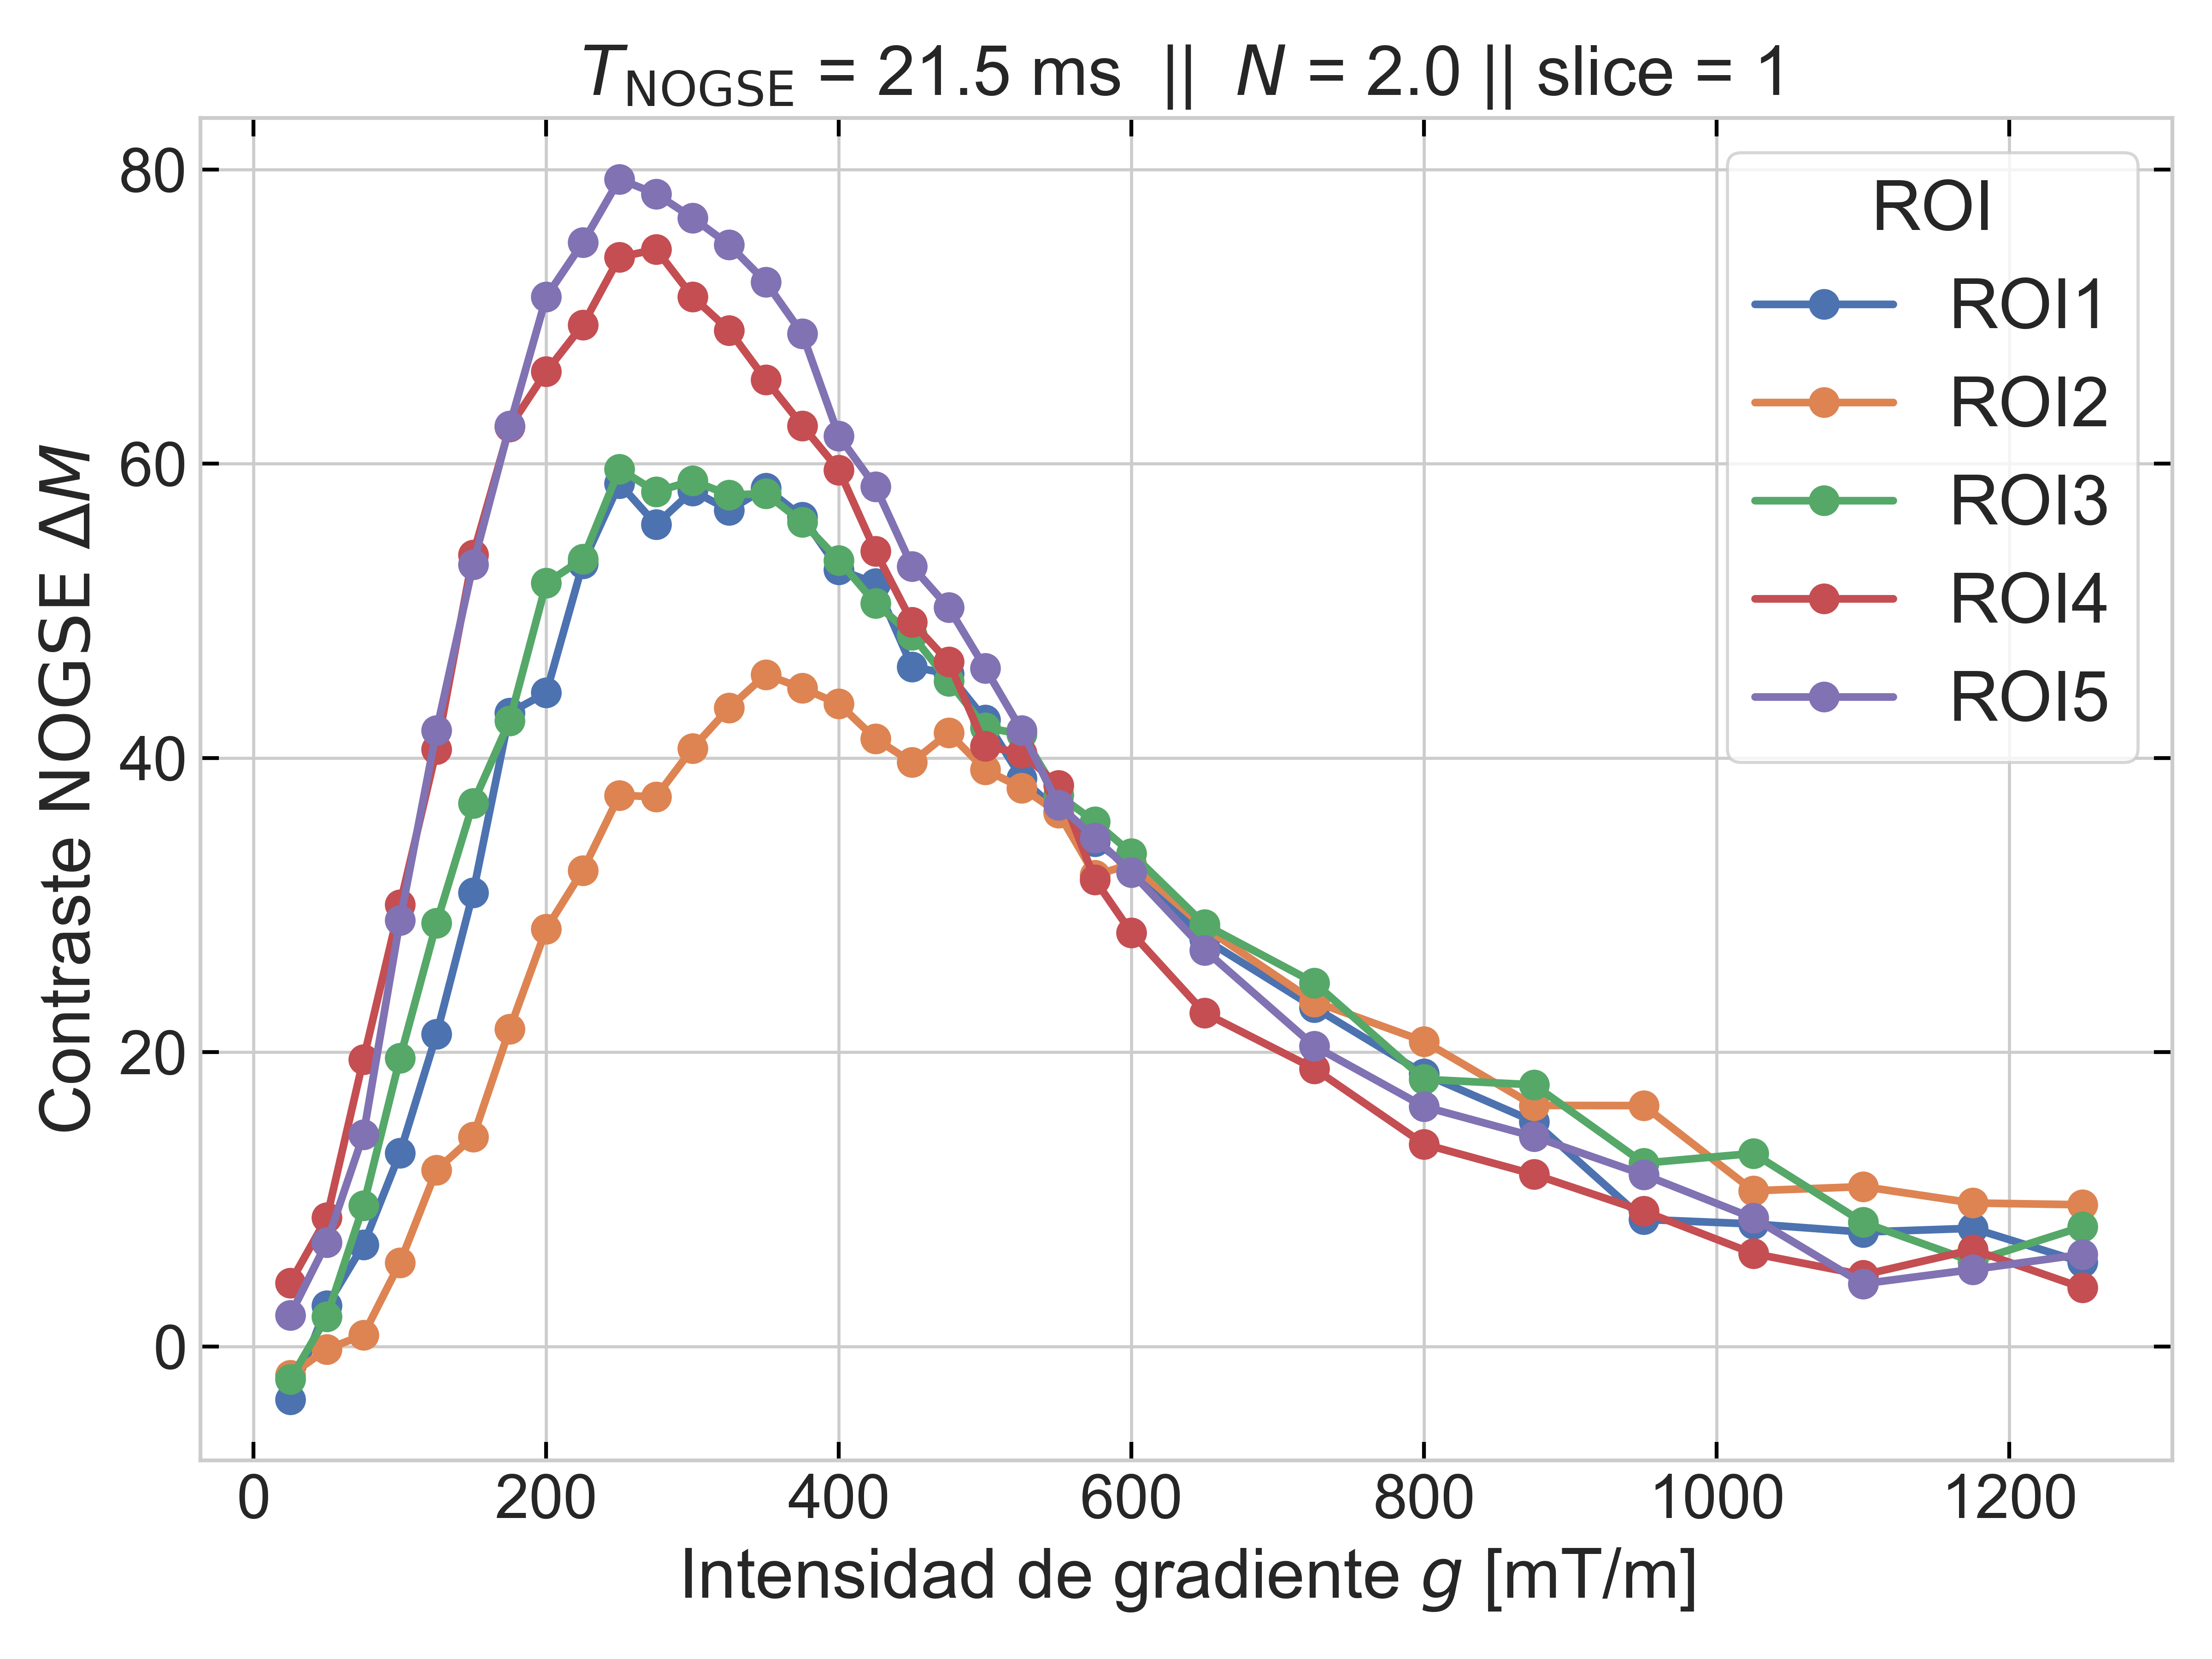 T_NOGSE = 21.5 ms || N = 2.0 || slice = 1
Contraste NOGSE ΔM
80
60
40
20
0
ROI
ROI1
ROI2
ROI3
ROI4
ROI5
0 200 400 600 800 1000 1200
Intensidad de gradiente g [mT/m]